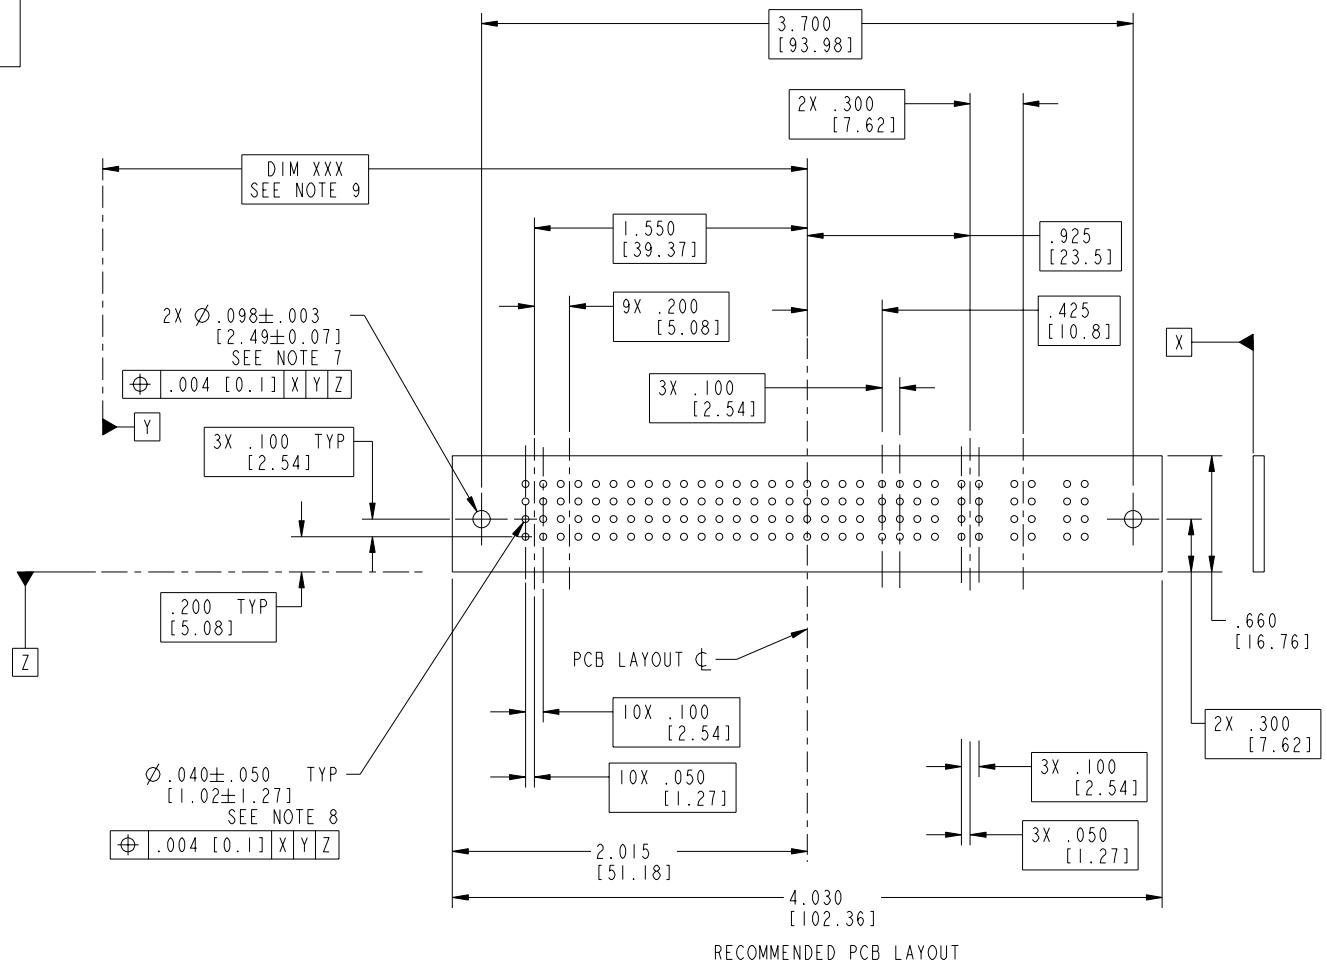 3.700
[93.98]
2X .300
[7.62]
DIM XXX
SEE NOTE 9
1.550
[39.37]
.925
[23.5]
9X .200
[5.08]
.425
[10.8]
2X Ø .098±.003
[2.49±0.07]
SEE NOTE 7
⌖ .004 [0.1] X Y Z
X
3X .100
[2.54]
Y
3X .100 TYP
[2.54]
.200 TYP
[5.08]
Z
.660
[16.76]
PCB LAYOUT ℄
10X .100
[2.54]
2X .300
[7.62]
Ø .040±.050 TYP
[1.02±1.27]
SEE NOTE 8
⌖ .004 [0.1] X Y Z
10X .050
[1.27]
3X .100
[2.54]
3X .050
[1.27]
2.015
[51.18]
4.030
[102.36]
RECOMMENDED PCB LAYOUT